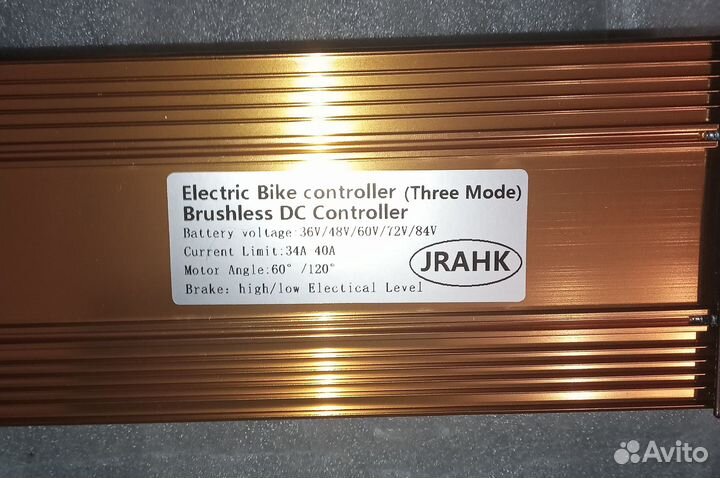 Electric Bike controller (Three Mode)
Brushless DC Controller
Battery voltage:36V/48V/60V/72V/84V
Current Limit:34A 40A
Motor Angle:60° /120°
Brake: high/low Electical Level
JRAHK
Avito